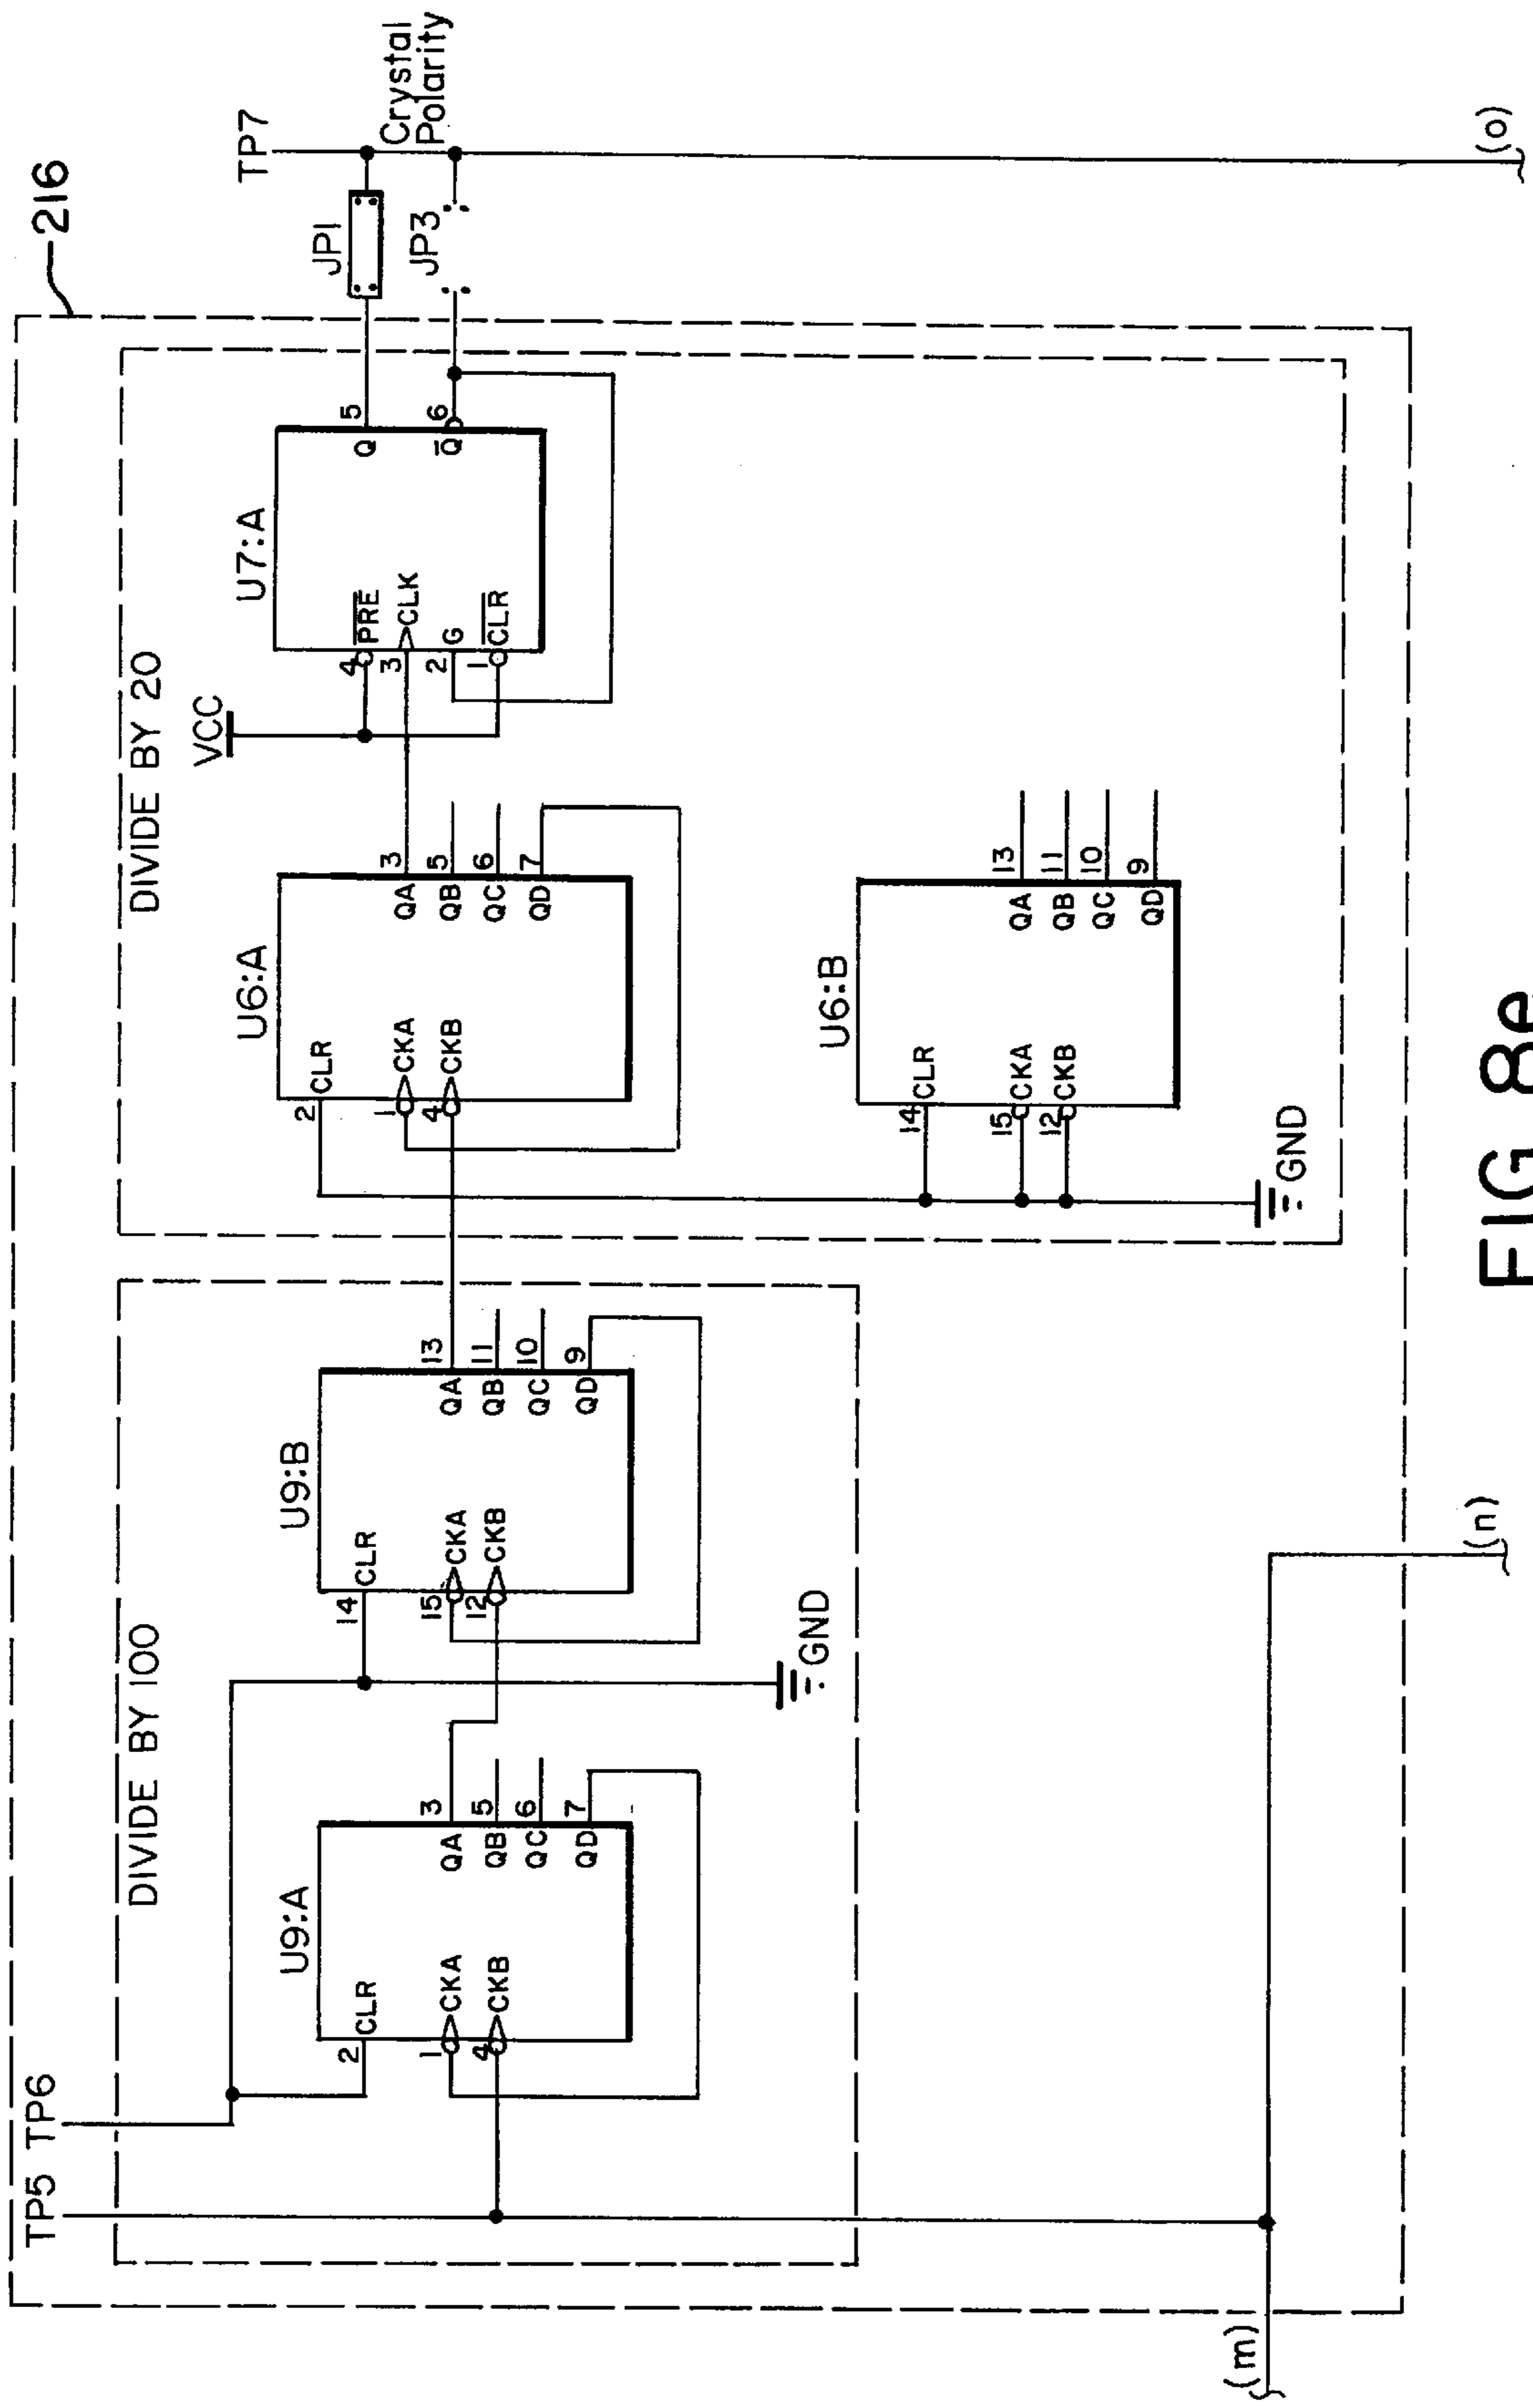 216
TP5 TP6
TP7
DIVIDE BY 100
DIVIDE BY 20
VCC
U9:A
2 CLR
1 CKA
4 CKB
QA 3
QB 5
QC 6
QD 7
U9:B
14 CLR
15 CKA
12 CKB
QA 13
QB 11
QC 10
QD 9
GND
U6:A
2 CLR
1 CKA
4 CKB
QA 3
QB 5
QC 6
QD 7
U7:A
4 PRE
3 CLK
2 G
1 CLR
Q 5
Q 6
JP1
JP3
Crystal
Polarity
U6:B
14 CLR
15 CKA
12 CKB
QA 13
QB 11
QC 10
QD 9
GND
(m)
(n)
(o)
FIG 8e